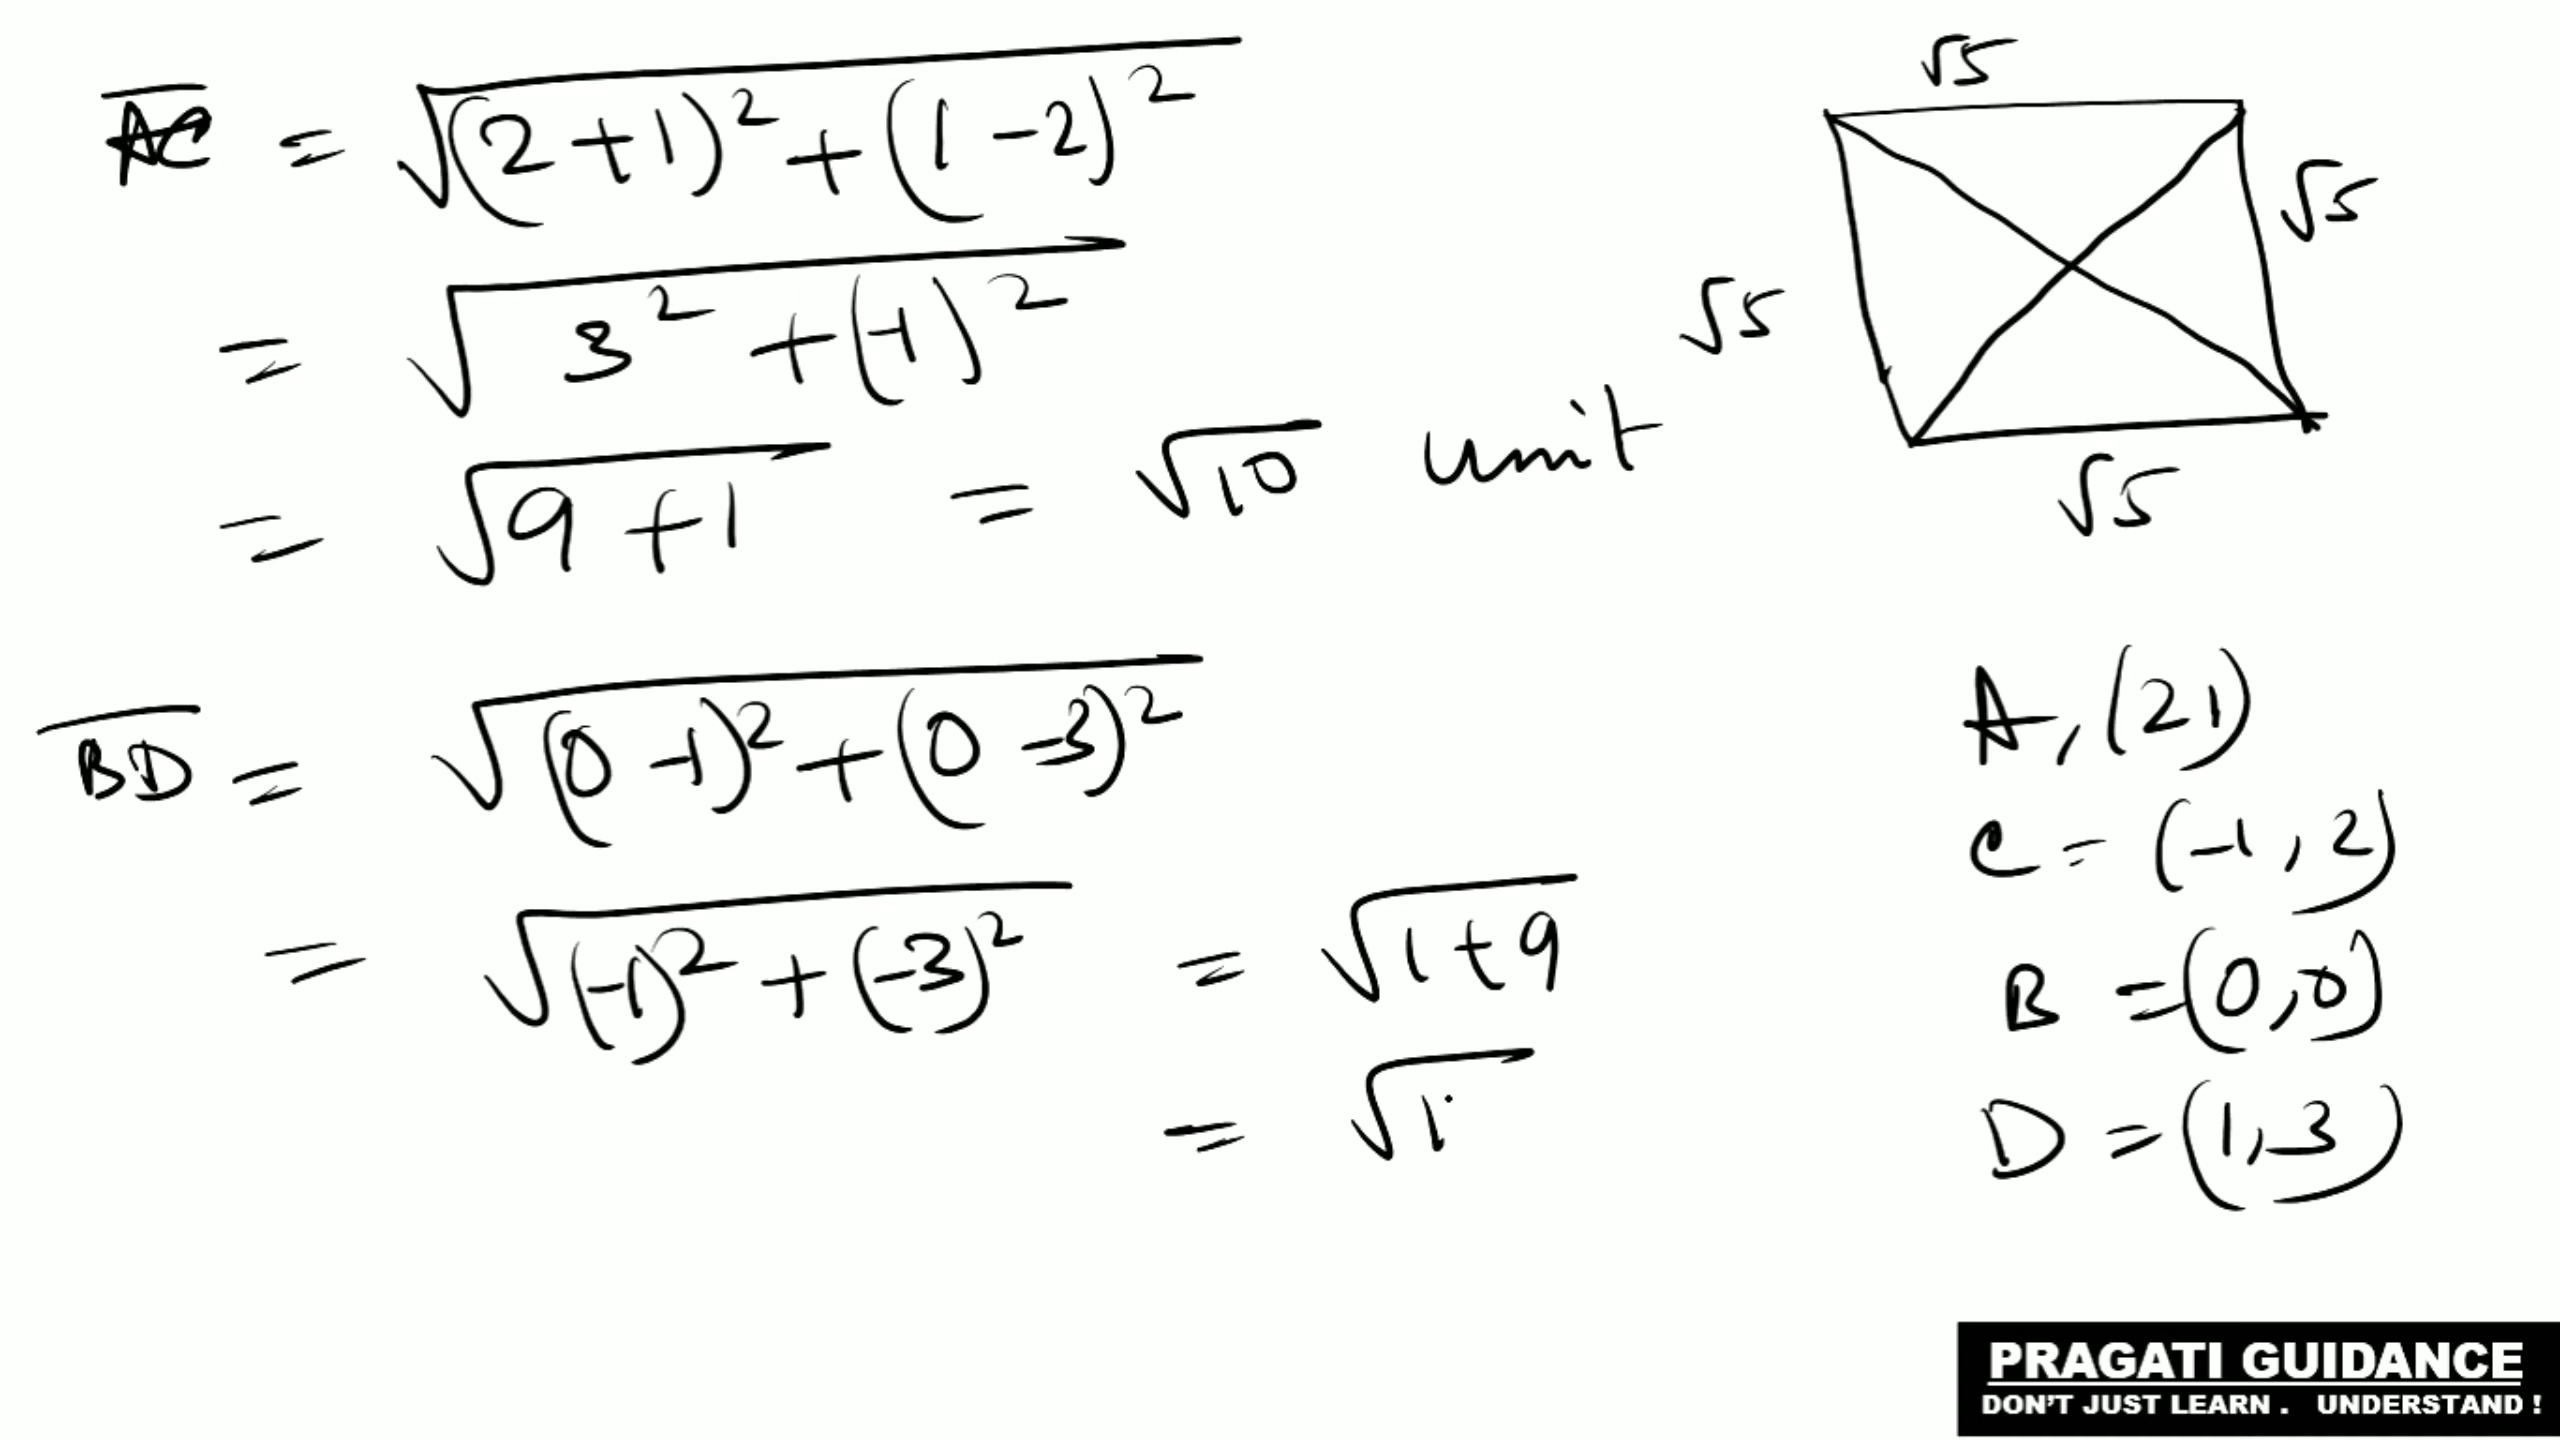 AC = √(2+1)² + (1-2)²
= √3² + (-1)²
= √9+1 = √10 unit
BD = √(0-1)² + (0-3)²
= √(-1)² + (-3)² = √1+9
= √1
√5
√5
√5
√5
A, (21)
C = (-1, 2)
B = (0,0)
D = (1,3)
PRAGATI GUIDANCE
DON'T JUST LEARN. UNDERSTAND !